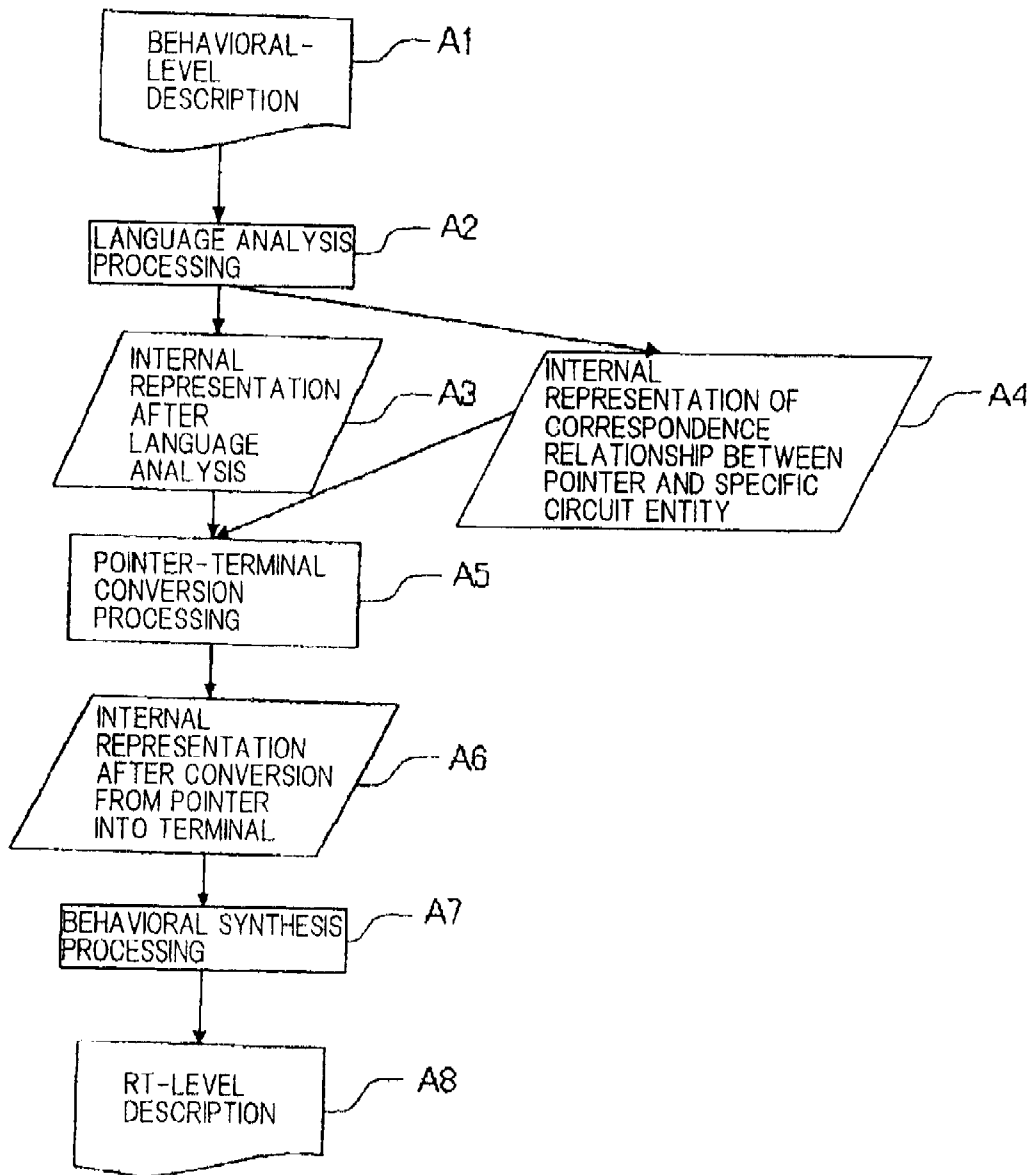 BEHAVIORAL-
LEVEL
DESCRIPTION
A1
LANGUAGE ANALYSIS
PROCESSING
A2
INTERNAL
REPRESENTATION
AFTER
LANGUAGE
ANALYSIS
A3
INTERNAL
REPRESENTATION OF
CORRESPONDENCE
RELATIONSHIP BETWEEN
POINTER AND SPECIFIC
CIRCUIT ENTITY
A4
POINTER-TERMINAL
CONVERSION
PROCESSING
A5
INTERNAL
REPRESENTATION
AFTER CONVERSION
FROM POINTER
INTO TERMINAL
A6
BEHAVIORAL SYNTHESIS
PROCESSING
A7
RT-LEVEL
DESCRIPTION
A8